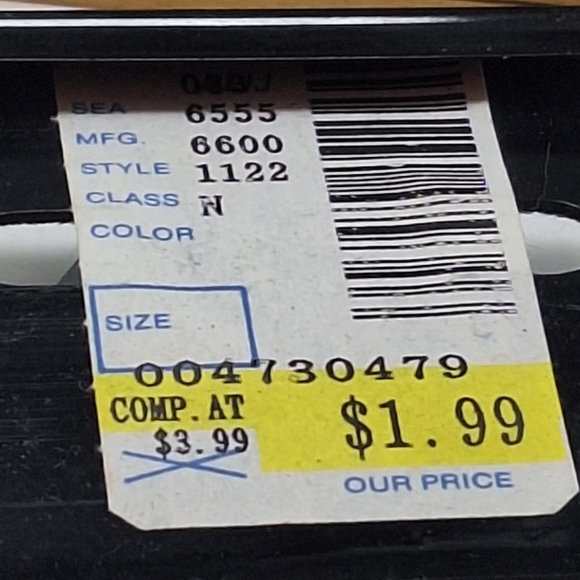 SEA 6555
MFG. 6600
STYLE 1122
CLASS N
COLOR
SIZE
004730479
COMP. AT $1.99
$3.99
OUR PRICE